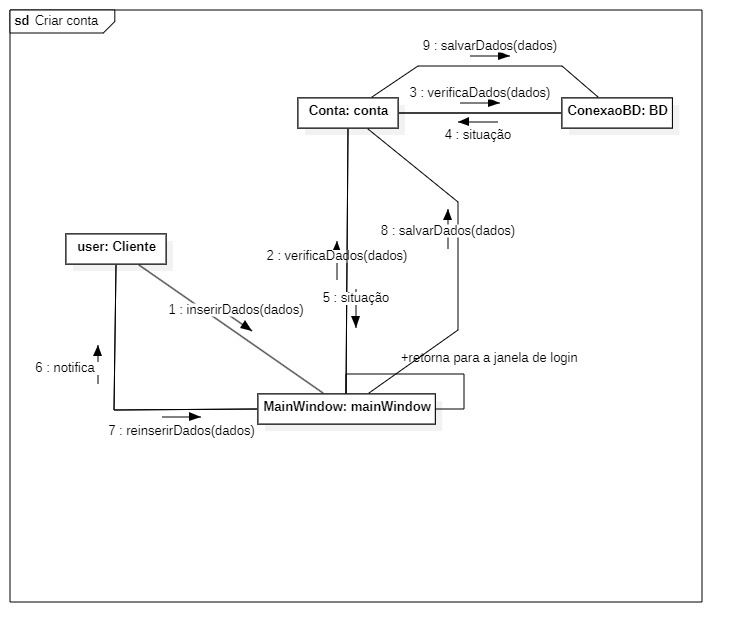 sd Criar conta
9 : salvarDados(dados)
3 : verificaDados(dados)
Conta: conta
ConexaoBD: BD
4 : situação
8 : salvarDados(dados)
user: Cliente
2 : verificaDados(dados)
5 : situação
1 : inserirDados(dados)
+retorna para a janela de login
6 : notifica
MainWindow: mainWindow
7 : reinserirDados(dados)